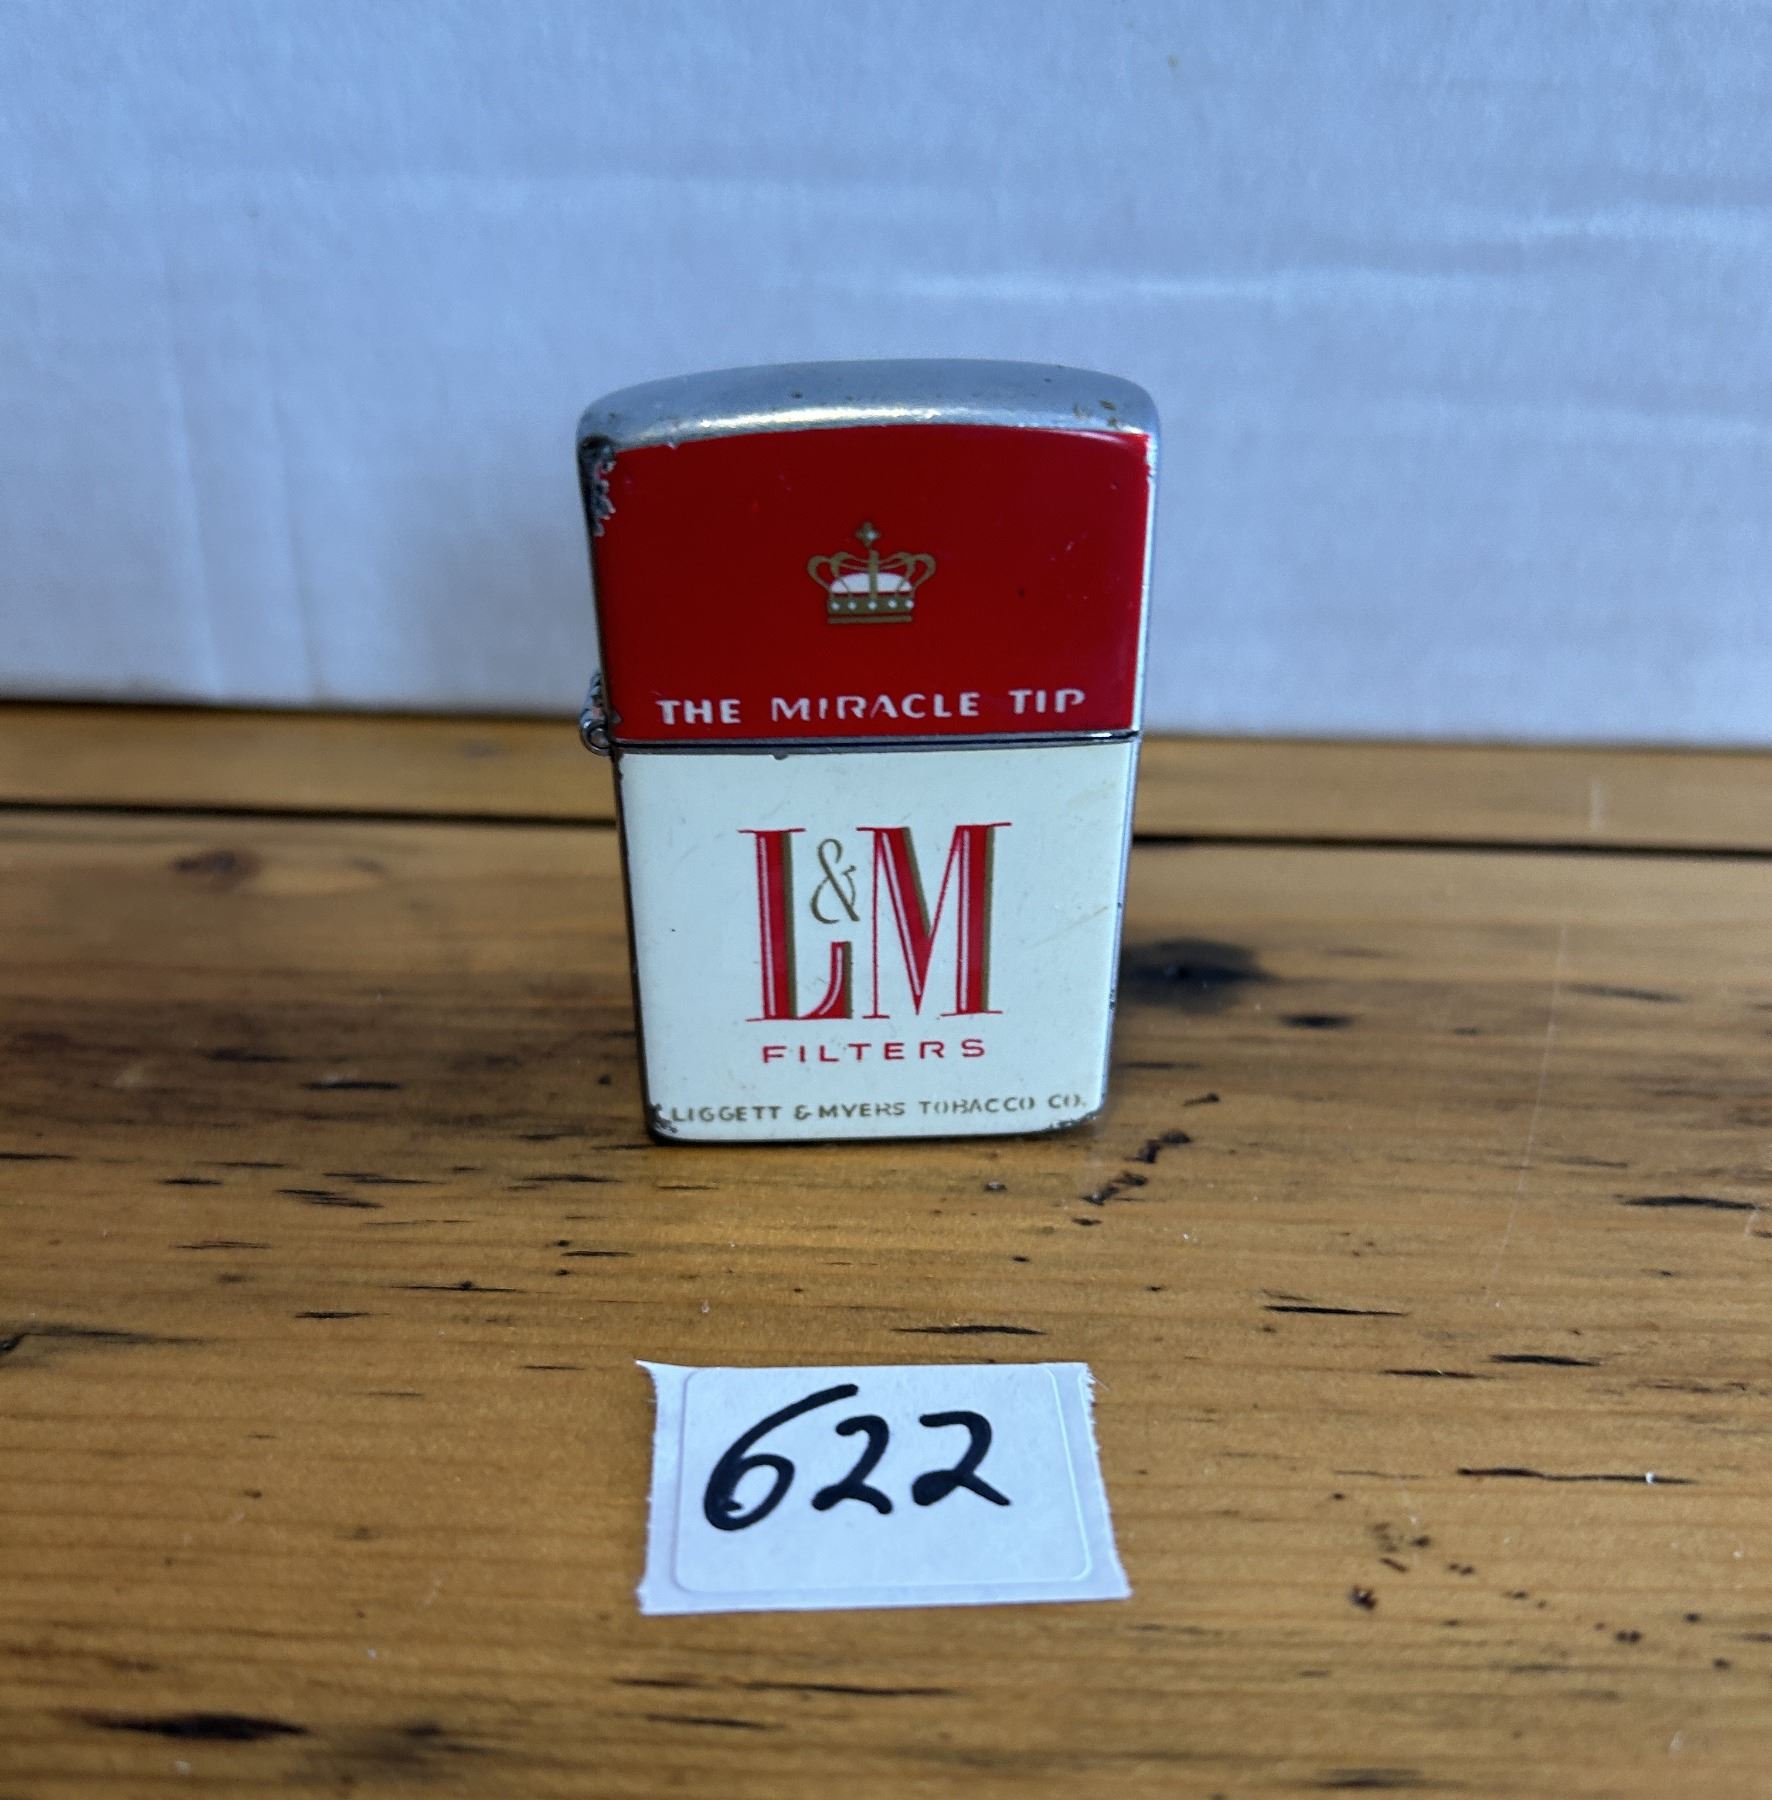 THE MIRACLE TIP
L&M
FILTERS
LIGGETT & MYERS TOBACCO CO.
622